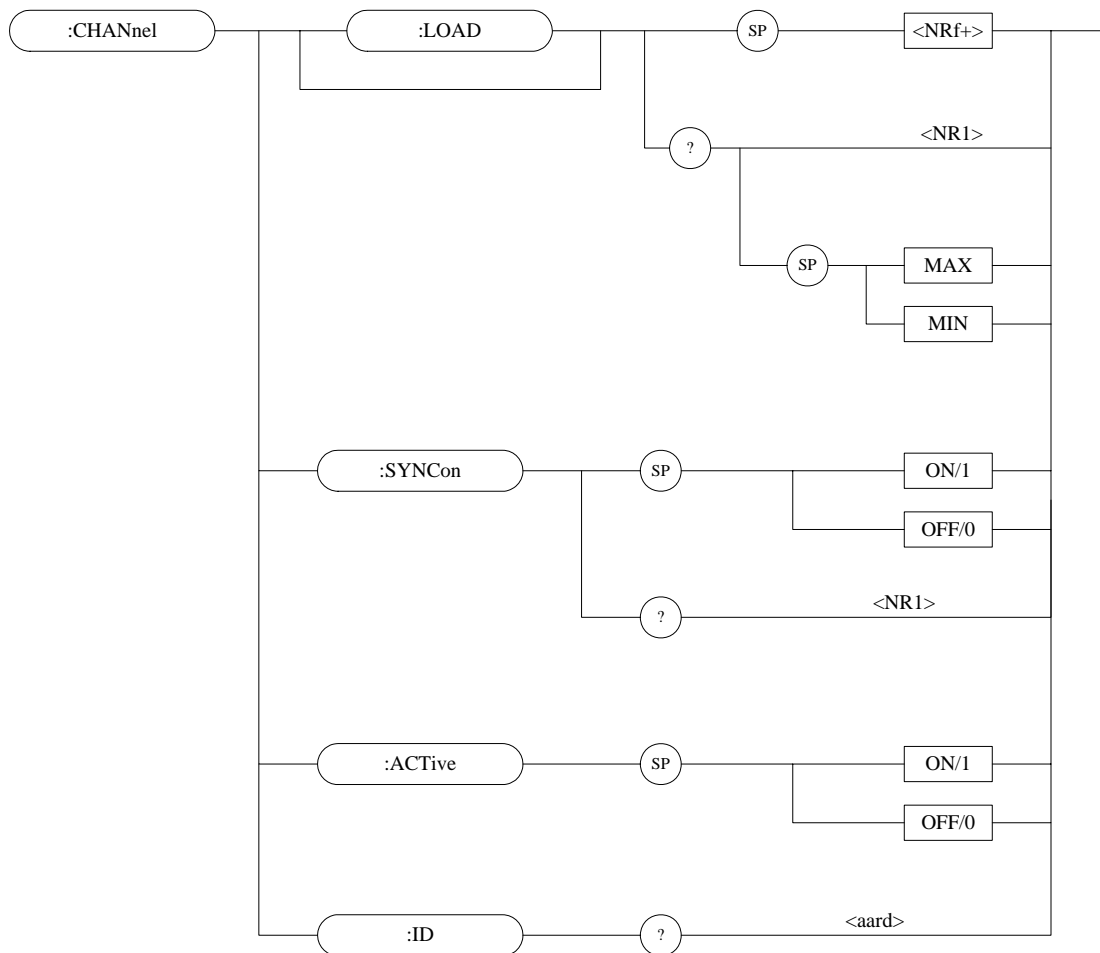 :CHANnel :LOAD SP <NRf+>
? <NR1>
SP MAX
MIN
:SYNCon SP ON/1
OFF/0
? <NR1>
:ACTive SP ON/1
OFF/0
:ID ? <aard>